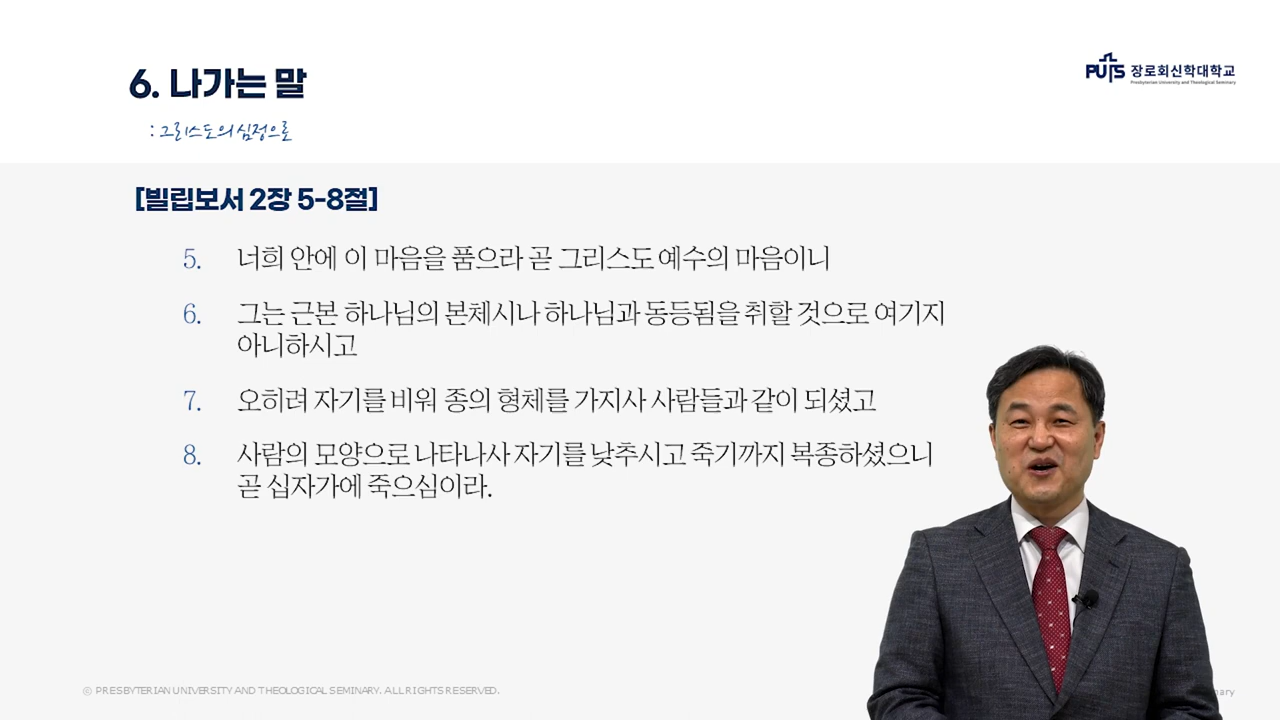 6. 나가는 말
: 그리스도의 심정으로
PUTS 장로회신학대학교
Presbyterian University and Theological Seminary
[빌립보서 2장 5-8절]
5. 너희 안에 이 마음을 품으라 곧 그리스도 예수의 마음이니
6. 그는 근본 하나님의 본체시나 하나님과 동등됨을 취할 것으로 여기지
아니하시고
7. 오히려 자기를 비워 종의 형체를 가지사 사람들과 같이 되셨고
8. 사람의 모양으로 나타나사 자기를 낮추시고 죽기까지 복종하셨으니
곧 십자가에 죽으심이라.
© PRESBYTERIAN UNIVERSITY AND THEOLOGICAL SEMINARY. ALL RIGHTS RESERVED.